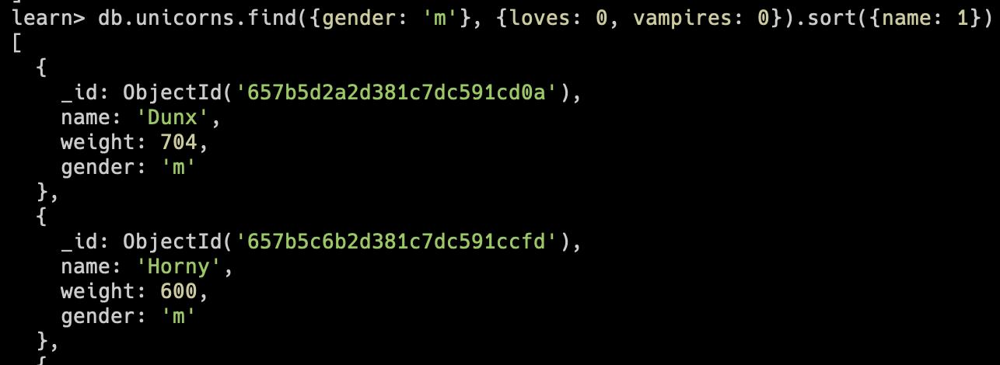 learn> db.unicorns.find({gender: 'm'}, {loves: 0, vampires: 0}).sort({name: 1})
[
  {
    _id: ObjectId('657b5d2a2d381c7dc591cd0a'),
    name: 'Dunx',
    weight: 704,
    gender: 'm'
  },
  {
    _id: ObjectId('657b5c6b2d381c7dc591ccfd'),
    name: 'Horny',
    weight: 600,
    gender: 'm'
  },
  {